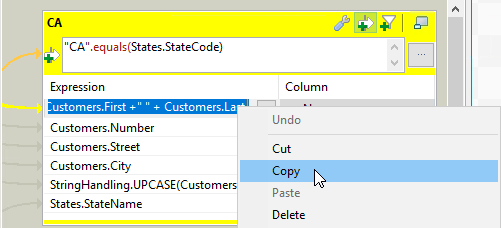 CA
"CA".equals(States.StateCode)
...
Expression Column
Customers.First +" " + Customers.Last
Undo
Customers.Number
Cut
Customers.Street
Copy
Customers.City
Paste
StringHandling.UPCASE(Customers
Delete
States.StateName